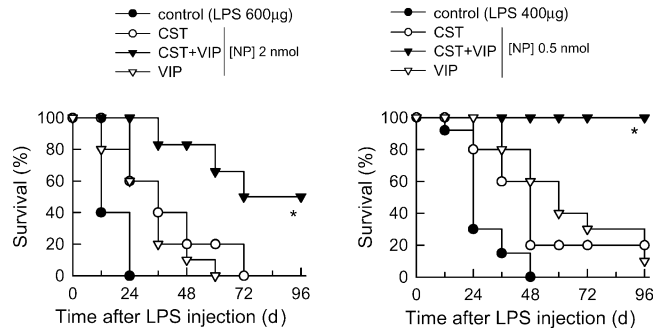 control (LPS 600μg)
CST
CST+VIP
VIP
[NP] 2 nmol
100
80
60
40
20
0
Survival (%)
*
0 24 48 72 96
Time after LPS injection (d)
control (LPS 400μg)
CST
CST+VIP
VIP
[NP] 0.5 nmol
100
80
60
40
20
0
Survival (%)
*
0 24 48 72 96
Time after LPS injection (d)